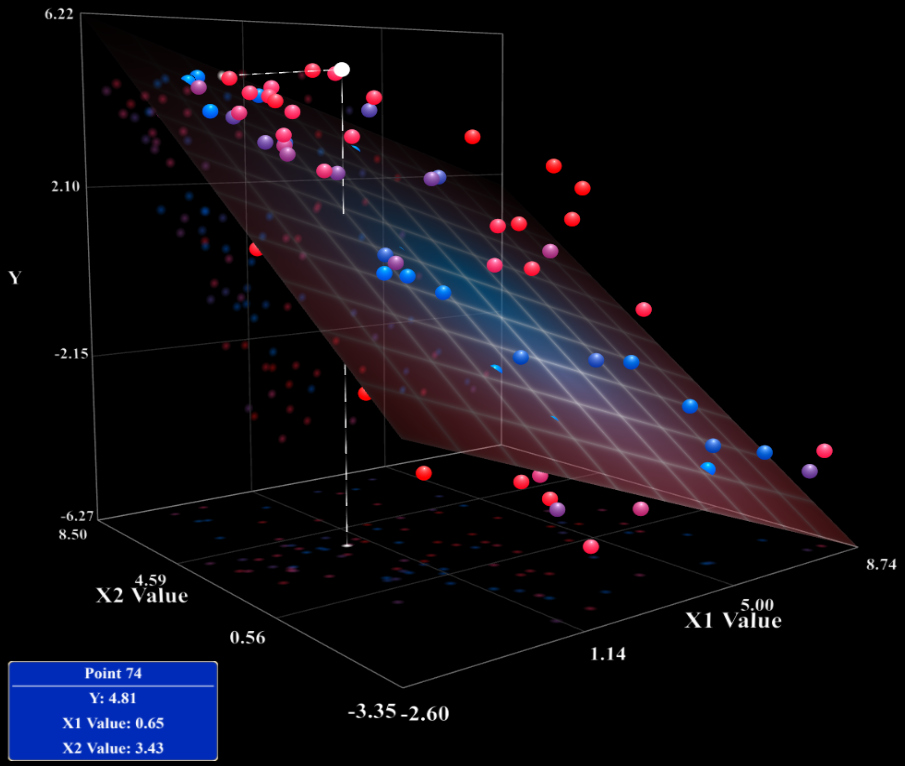 6.22
2.10
Y
-2.15
-6.27
8.50
4.59
X2 Value
0.56
-3.35
-2.60
1.14
5.00
X1 Value
8.74
Point 74
Y: 4.81
X1 Value: 0.65
X2 Value: 3.43